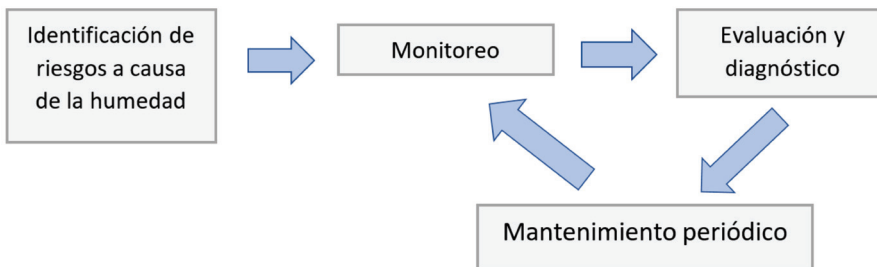 Identificación de
riesgos a causa
de la humedad
Monitoreo
Evaluación y
diagnóstico
Mantenimiento periódico